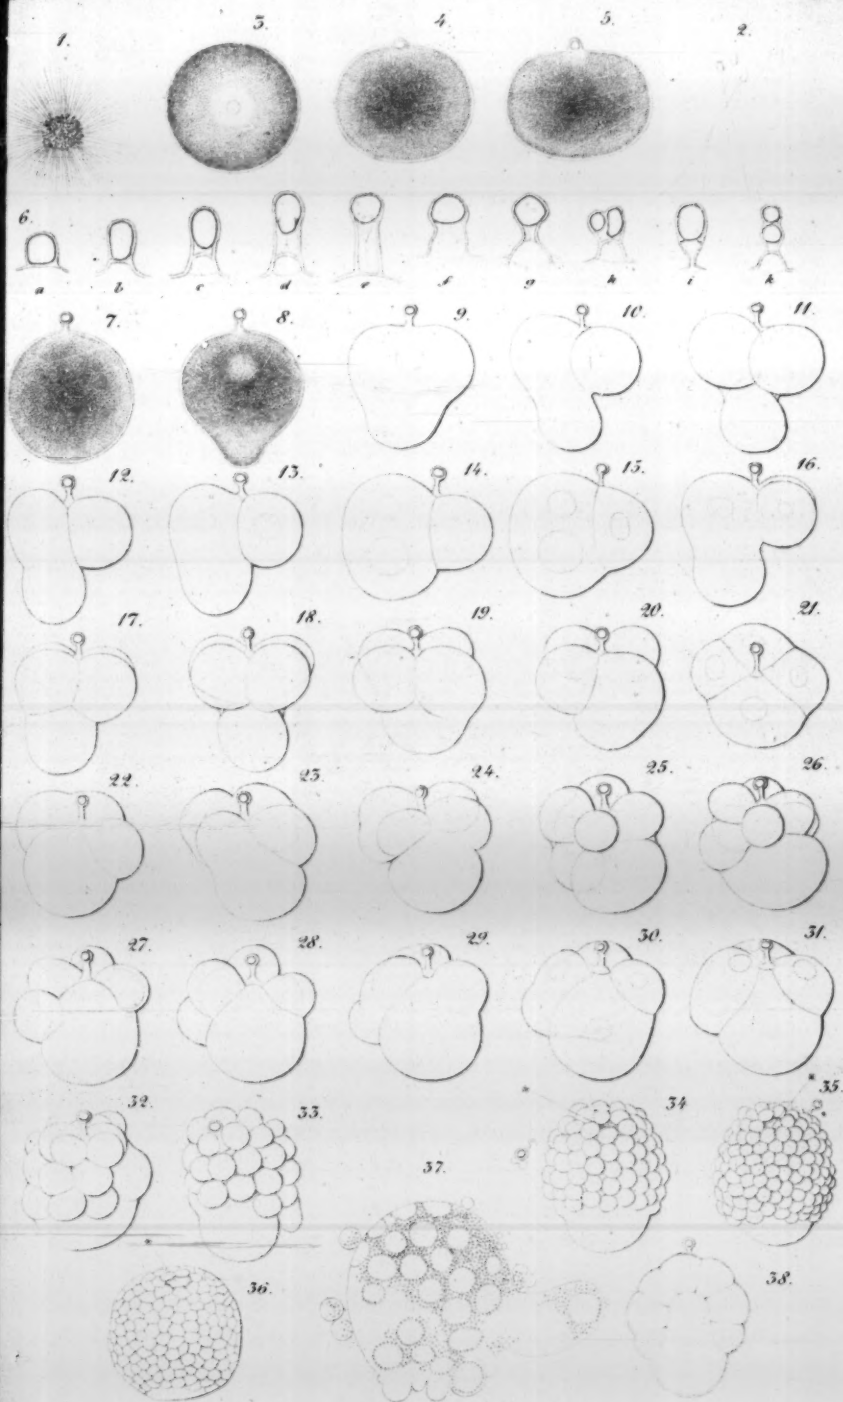 1. 3. 4. 5. 2.
6.
a b c d e f g h i k
7. 8. 9. 10. 11.
12. 13. 14. 15. 16.
17. 18. 19. 20. 21.
22. 23. 24. 25. 26.
27. 28. 29. 30. 31.
32. 33. 34 35.
37.
36. 38.